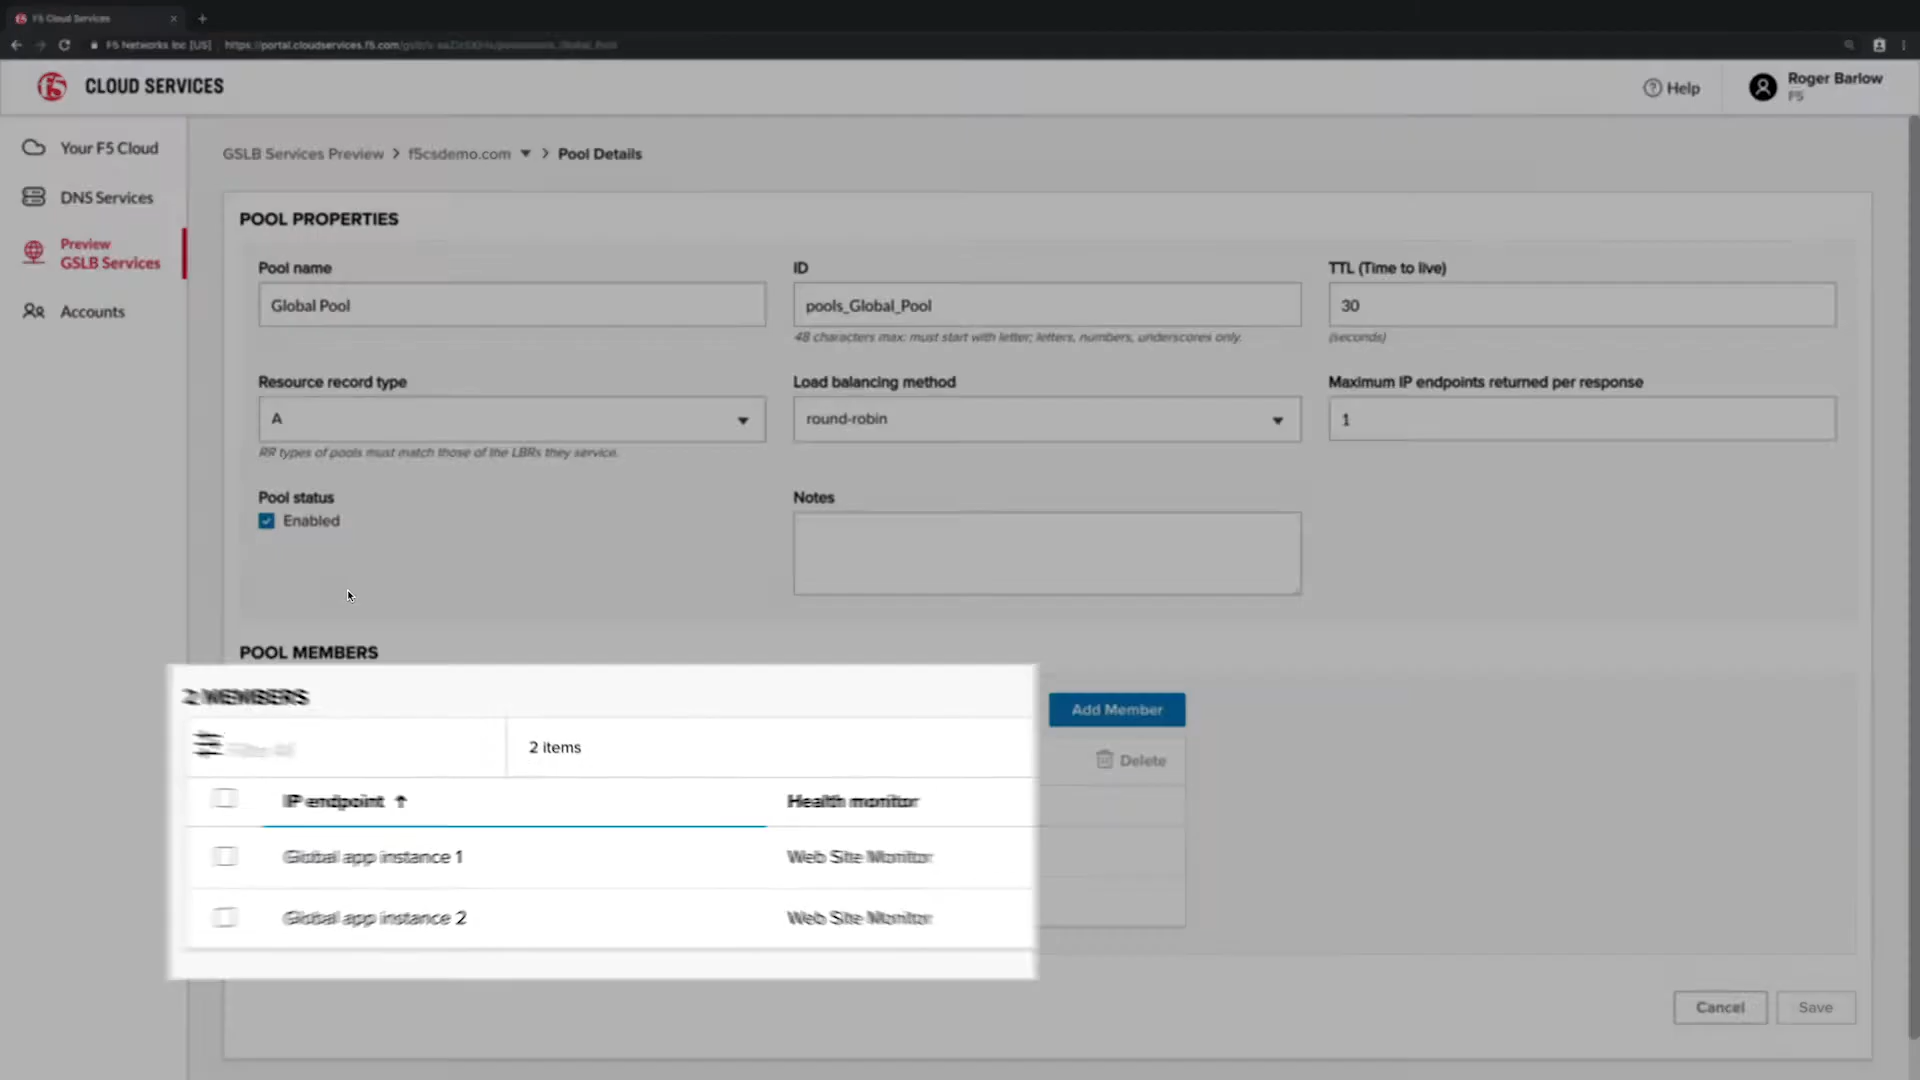 F5 Cloud Services
F5 Networks Inc [US] https://portal.cloudservices.f5.com/
f5 CLOUD SERVICES
Help
Roger Barlow
F5
Your F5 Cloud
DNS Services
Preview
GSLB Services
Accounts
GSLB Services Preview > f5csdemo.com > Pool Details
POOL PROPERTIES
Pool name
Global Pool
ID
pools_Global_Pool
48 characters max: must start with letter; letters, numbers, underscores only.
TTL (Time to live)
30
(seconds)
Resource record type
A
RR types of pools must match those of the LBRs they service.
Load balancing method
round-robin
Maximum IP endpoints returned per response
1
Pool status
Enabled
Notes
POOL MEMBERS
2 MEMBERS
Add Member
2 items
Delete
IP endpoint ↑ Health monitor
Global app instance 1 Web Site Monitor
Global app instance 2 Web Site Monitor
Cancel Save